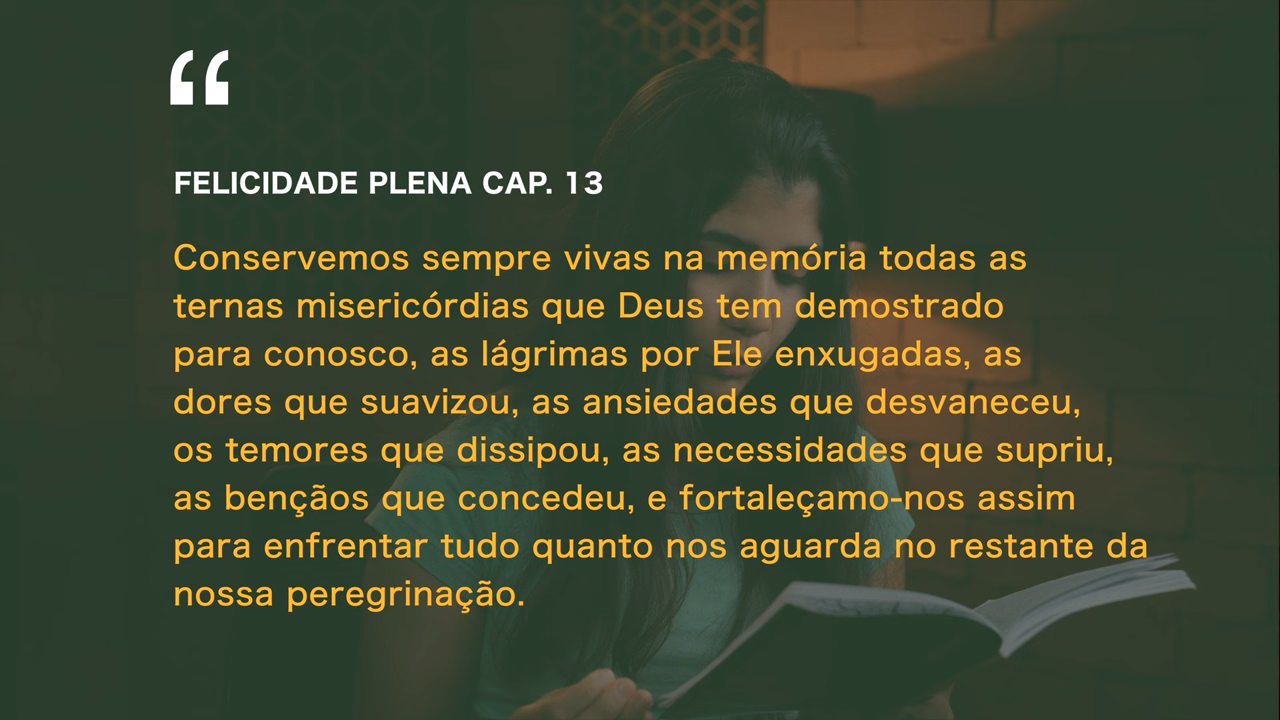 “
FELICIDADE PLENA CAP. 13
Conservemos sempre vivas na memória todas as
ternas misericórdias que Deus tem demostrado
para conosco, as lágrimas por Ele enxugadas, as
dores que suavizou, as ansiedades que desvaneceu,
os temores que dissipou, as necessidades que supriu,
as bençãos que concedeu, e fortaleçamo-nos assim
para enfrentar tudo quanto nos aguarda no restante da
nossa peregrinação.